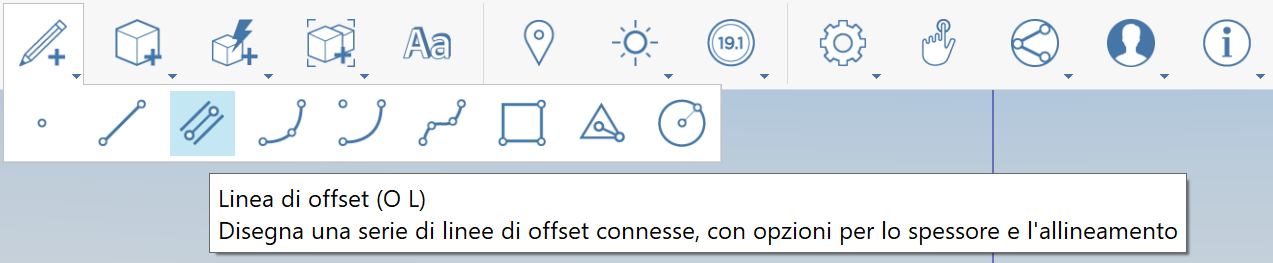 Aa
19.1
Linea di offset (O L)
Disegna una serie di linee di offset connesse, con opzioni per lo spessore e l'allineamento